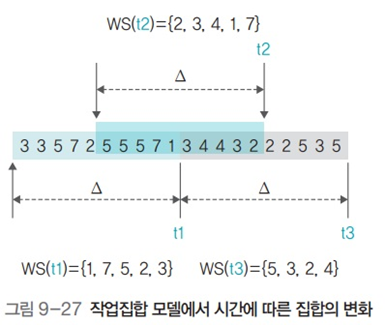 WS(t2)={2, 3, 4, 1, 7}
t2
Δ
3 3 5 7 2 5 5 5 7 1 3 4 4 3 2 2 2 5 3 5
Δ Δ
t1 t3
WS(t1)={1, 7, 5, 2, 3} WS(t3)={5, 3, 2, 4}
그림 9-27 작업집합 모델에서 시간에 따른 집합의 변화